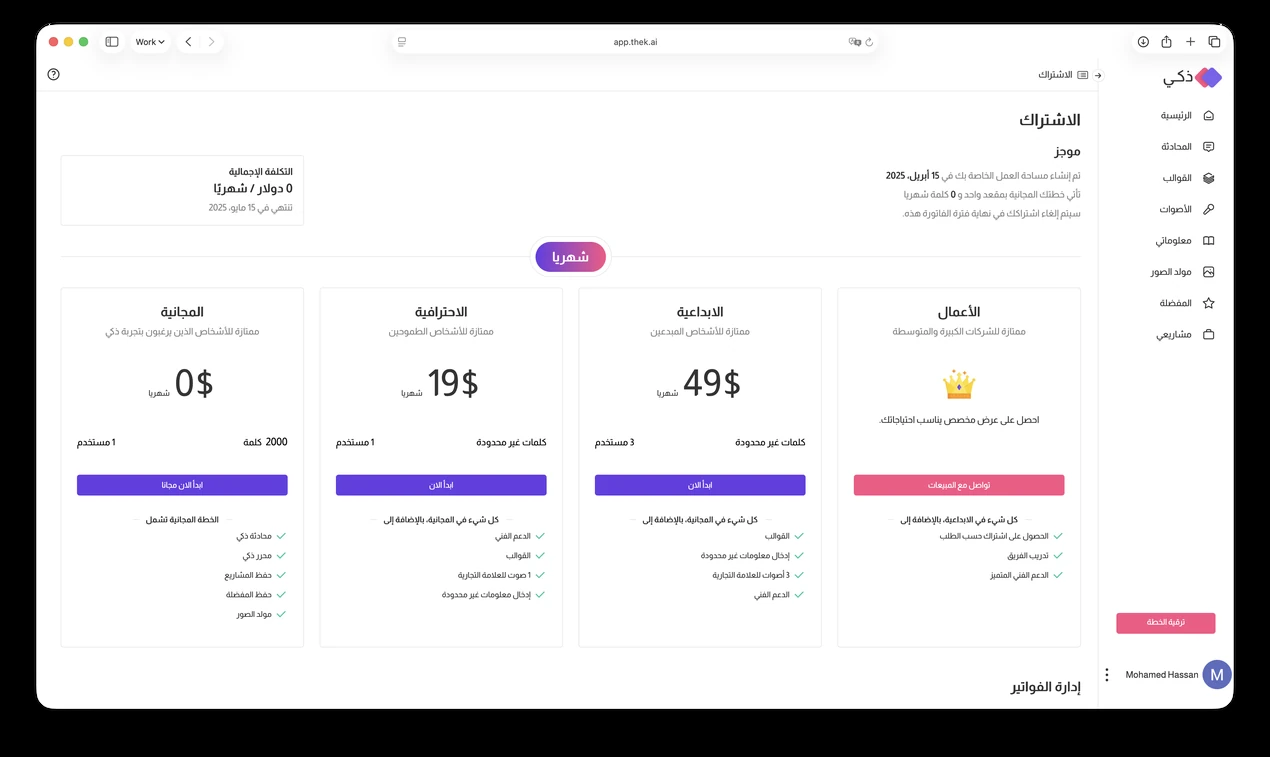 Work
app.thek.ai
ذكي
الرئيسية
المحادثة
القوالب
الأصوات
معلوماتي
مولد الصور
المفضلة
مشاريعي
ترقية الخطة
Mohamed Hassan
M
الاشتراك
الاشتراك
موجز
تم إنشاء مساحة العمل الخاصة بك في 15 أبريل، 2025
تأتي خطتك المجانية بمقعد واحد و 0 كلمة شهريا
سيتم إلغاء اشتراكك في نهاية فترة الفاتورة هذه.
التكلفة الإجمالية
0 دولار / شهريًا
تنتهي في 15 مايو، 2025
شهريا
الأعمال
ممتازة للشركات الكبيرة والمتوسطة
احصل على عرض مخصص يناسب احتياجاتك.
تواصل مع المبيعات
كل شيء في الابداعية، بالإضافة إلى
الحصول على اشتراك حسب الطلب
تدريب الفريق
الدعم الفني المتميز
الابداعية
ممتازة للأشخاص المبدعين
49$ شهريا
كلمات غير محدودة
3 مستخدم
ابدأ الان
كل شيء في المجانية، بالإضافة إلى
القوالب
إدخال معلومات غير محدودة
3 أصوات للعلامة التجارية
الدعم الفني
الاحترافية
ممتازة للأشخاص الطموحين
19$ شهريا
كلمات غير محدودة
1 مستخدم
ابدأ الان
كل شيء في المجانية، بالإضافة إلى
الدعم الفني
القوالب
1 صوت للعلامة التجارية
إدخال معلومات غير محدودة
المجانية
ممتازة للأشخاص الذين يرغبون بتجربة ذكي
0$ شهريا
2000 كلمة
1 مستخدم
ابدأ الان مجانا
الخطة المجانية تشمل
محادثة ذكي
محرر ذكي
حفظ المشاريع
حفظ المفضلة
مولد الصور
إدارة الفواتير